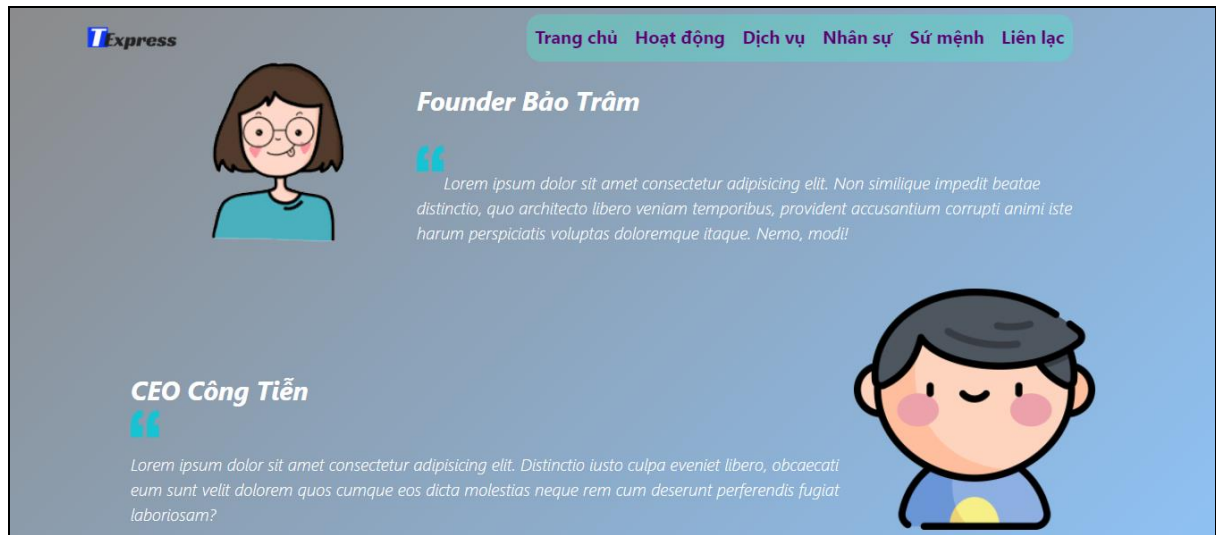 TExpress
Trang chủ Hoạt động Dịch vụ Nhân sự Sứ mệnh Liên lạc
Founder Bảo Trâm
“
Lorem ipsum dolor sit amet consectetur adipisicing elit. Non similique impedit beatae
distinctio, quo architecto libero veniam temporibus, provident accusantium corrupti animi iste
harum perspiciatis voluptas doloremque itaque. Nemo, modi!
CEO Công Tiễn
“
Lorem ipsum dolor sit amet consectetur adipisicing elit. Distinctio iusto culpa eveniet libero, obcaecati
eum sunt velit dolorem quos cumque eos dicta molestias neque rem cum deserunt perferendis fugiat
laboriosam?